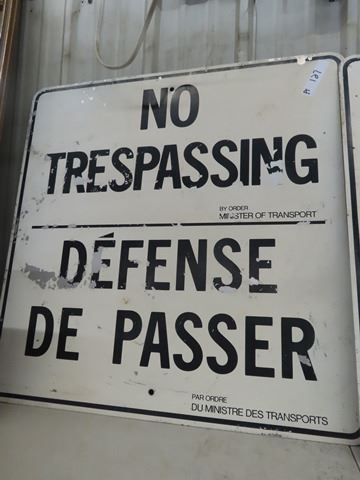 NO
TRESPASSING
BY ORDER
MINISTER OF TRANSPORT
DÉFENSE
DE PASSER
PAR ORDRE
DU MINISTRE DES TRANSPORTS